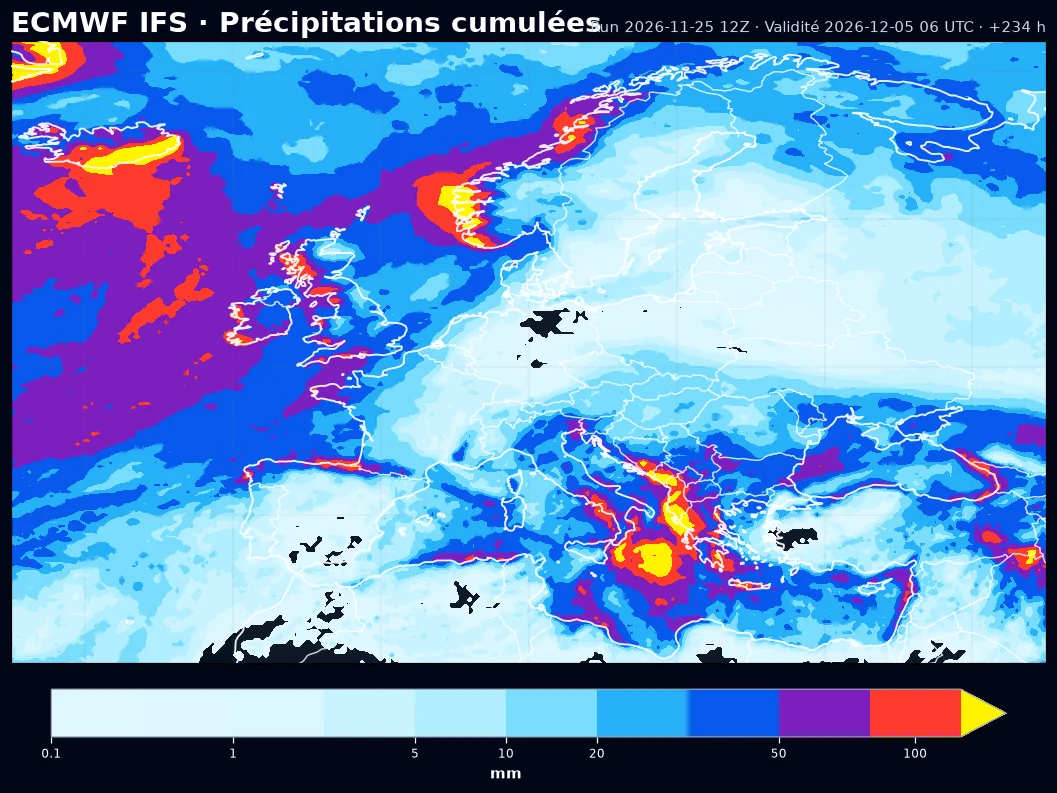 ECMWF IFS · Précipitations cumulées
Run 2026-11-25 12Z · Validité 2026-12-05 06 UTC · +234 h
0.1 1 5 10 20 50 100
mm